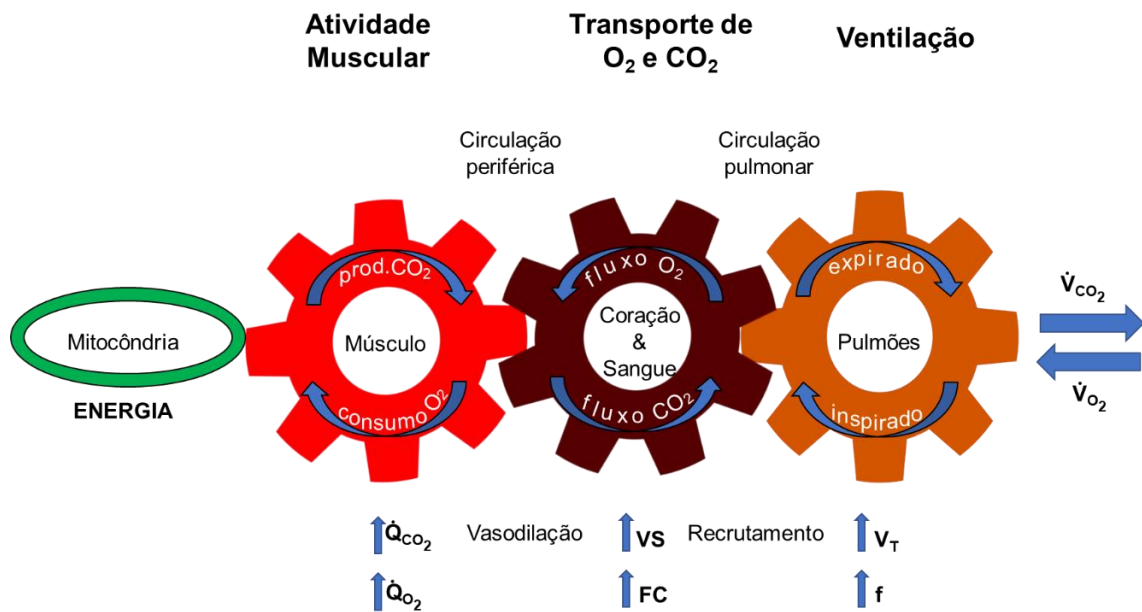 Atividade
Muscular
Transporte de
O₂ e CO₂
Ventilação
Circulação
periférica
Circulação
pulmonar
Mitocôndria
ENERGIA
prod.CO₂
Músculo
consumo O₂
fluxo O₂
Coração
&
Sangue
fluxo CO₂
expirado
Pulmões
inspirado
V̇CO₂
V̇O₂
Q̇CO₂
Vasodilação
VS
Recrutamento
VT
Q̇O₂
FC
f